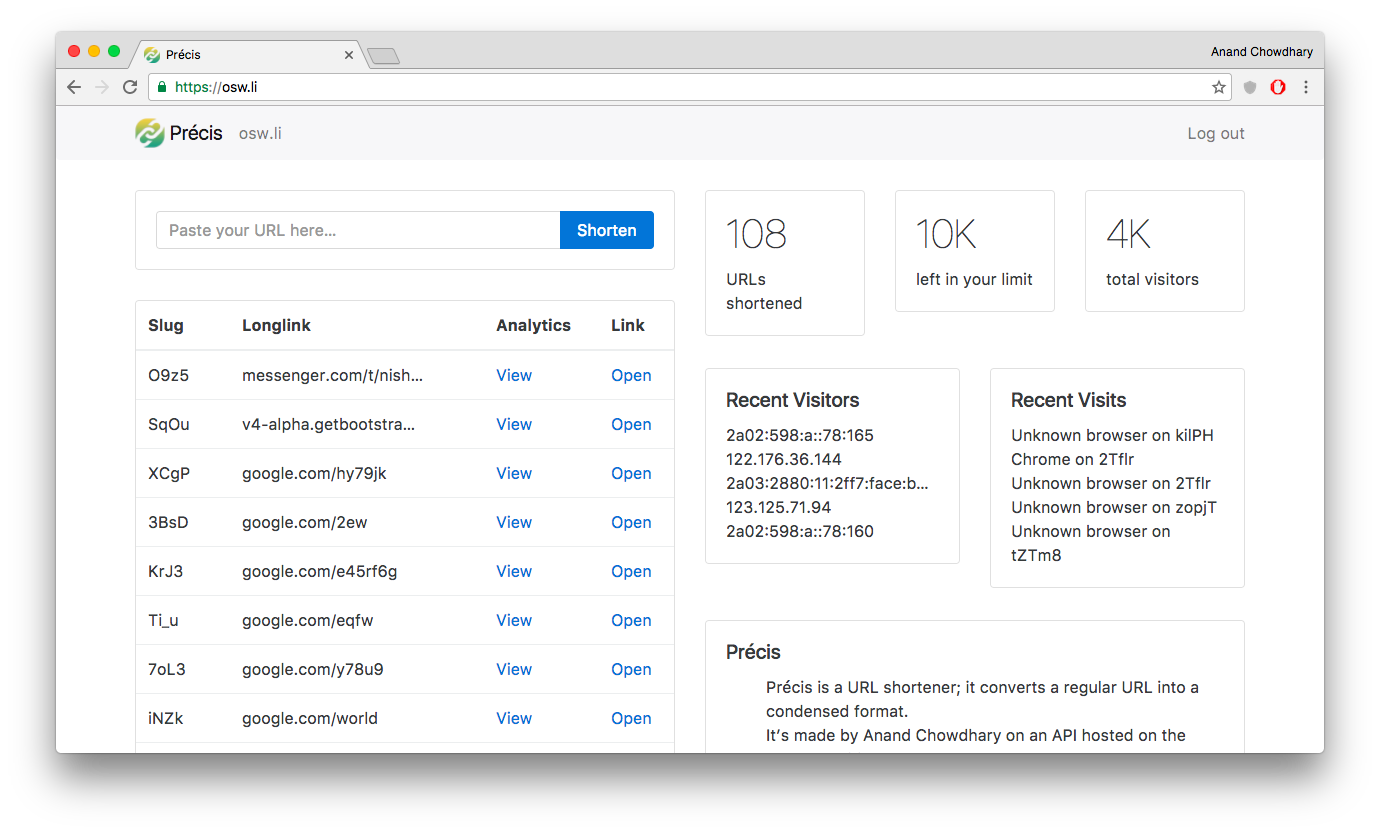 Précis
Anand Chowdhary
https://osw.li
Précis osw.li Log out
Paste your URL here... Shorten
108
URLs
shortened
10K
left in your limit
4K
total visitors
Slug Longlink Analytics Link
O9z5 messenger.com/t/nish... View Open
SqOu v4-alpha.getbootstra... View Open
XCgP google.com/hy79jk View Open
3BsD google.com/2ew View Open
KrJ3 google.com/e45rf6g View Open
Ti_u google.com/eqfw View Open
7oL3 google.com/y78u9 View Open
iNZk google.com/world View Open
Recent Visitors
2a02:598:a::78:165
122.176.36.144
2a03:2880:11:2ff7:face:b...
123.125.71.94
2a02:598:a::78:160
Recent Visits
Unknown browser on kilPH
Chrome on 2Tflr
Unknown browser on 2Tflr
Unknown browser on zopjT
Unknown browser on
tZTm8
Précis
Précis is a URL shortener; it converts a regular URL into a
condensed format.
It’s made by Anand Chowdhary on an API hosted on the